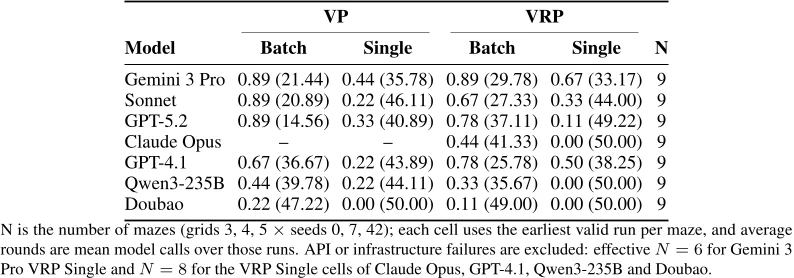 VP VRP
Model Batch Single Batch Single N
Gemini 3 Pro 0.89 (21.44) 0.44 (35.78) 0.89 (29.78) 0.67 (33.17) 9
Sonnet 0.89 (20.89) 0.22 (46.11) 0.67 (27.33) 0.33 (44.00) 9
GPT-5.2 0.89 (14.56) 0.33 (40.89) 0.78 (37.11) 0.11 (49.22) 9
Claude Opus – – 0.44 (41.33) 0.00 (50.00) 9
GPT-4.1 0.67 (36.67) 0.22 (43.89) 0.78 (25.78) 0.50 (38.25) 9
Qwen3-235B 0.44 (39.78) 0.22 (44.11) 0.33 (35.67) 0.00 (50.00) 9
Doubao 0.22 (47.22) 0.00 (50.00) 0.11 (49.00) 0.00 (50.00) 9
N is the number of mazes (grids 3, 4, 5 × seeds 0, 7, 42); each cell uses the earliest valid run per maze, and average
rounds are mean model calls over those runs. API or infrastructure failures are excluded: effective N = 6 for Gemini 3
Pro VRP Single and N = 8 for the VRP Single cells of Claude Opus, GPT-4.1, Qwen3-235B and Doubao.